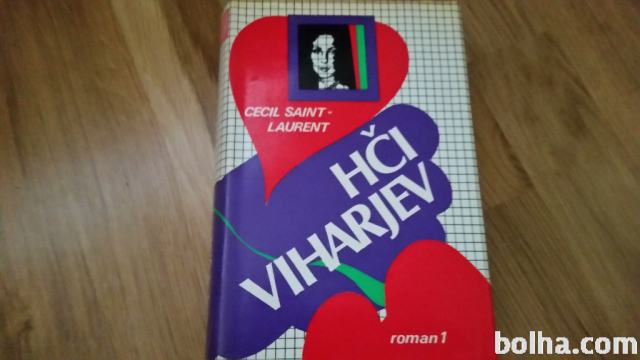 CECIL SAINT-
LAURENT
HČI
VIHARJEV
roman 1
bolha.com